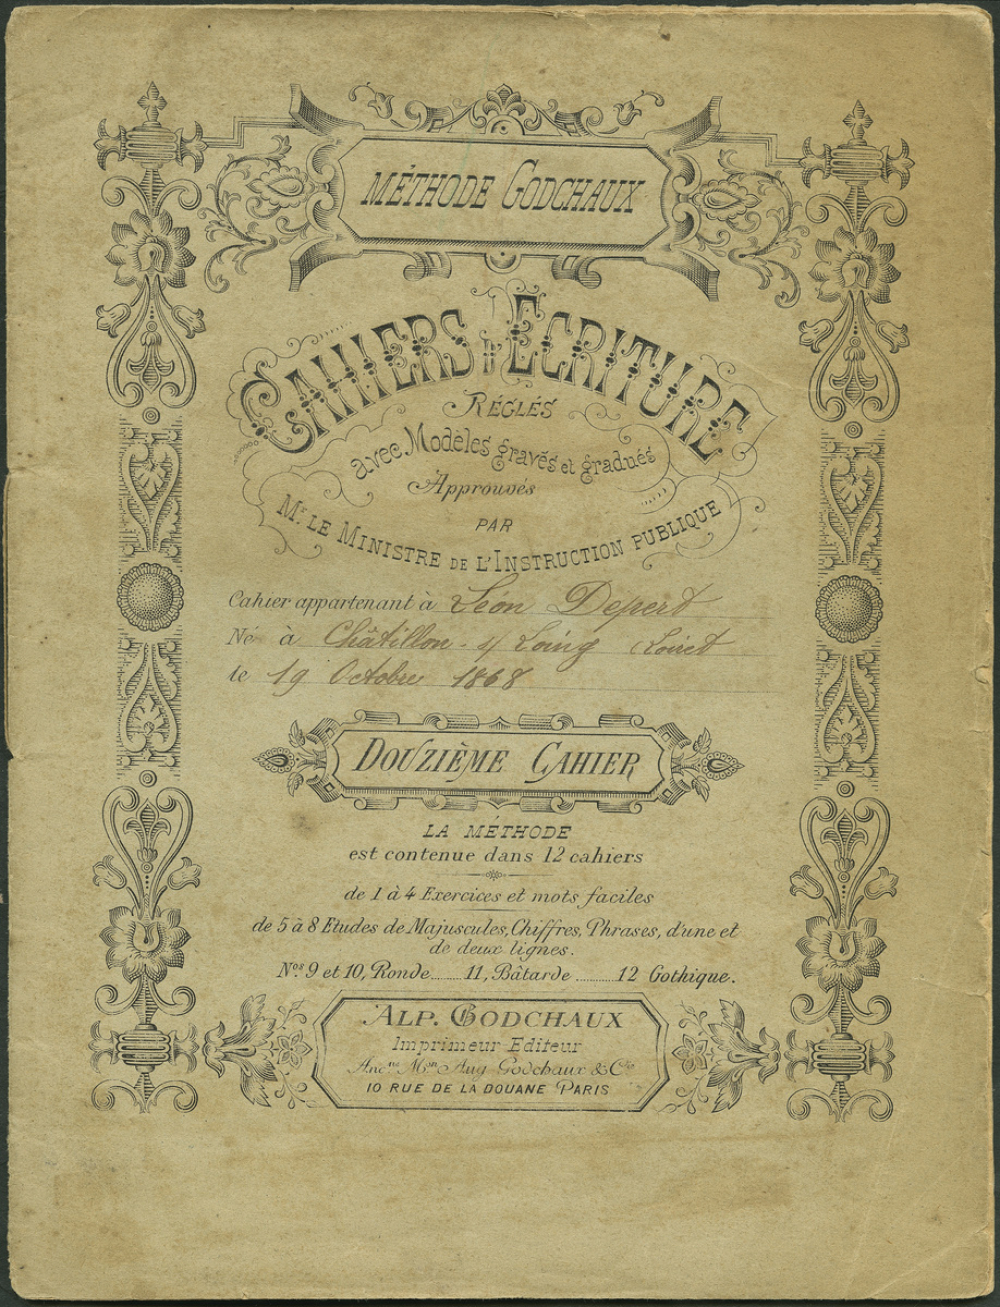 MÉTHODE GODCHAUX
CAHIERS D'ÉCRITURE
RÉGLÉS
avec Modèles gravés et gradués
Approuvés
PAR
Mr. LE MINISTRE DE L'INSTRUCTION PUBLIQUE
Cahier appartenant à Léon Depert
Né à Châtillon s/ Loing Loiret
le 19 Octobre 1868
DOUZIÈME CAHIER
LA MÉTHODE
est contenue dans 12 cahiers
de 1 à 4 Exercices et mots faciles
de 5 à 8 Etudes de Majuscules, Chiffres, Phrases, d'une et
de deux lignes.
Nos. 9 et 10, Ronde......11, Bâtarde........12 Gothique.
ALP. GODCHAUX
Imprimeur Editeur
Ancne Mon Aug Godchaux & Cie
10 RUE DE LA DOUANE PARIS